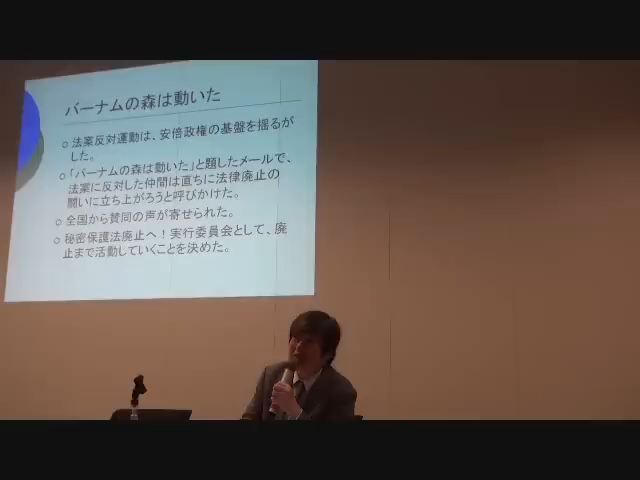 バーナムの森は動いた
○ 法案反対運動は、安倍政権の基盤を揺るが
した。
○ 「バーナムの森は動いた」と題したメールで、
法案に反対した仲間は直ちに法律廃止の
闘いに立ち上がろうと呼びかけた。
○ 全国から賛同の声が寄せられた。
○ 秘密保護法廃止へ！実行委員会として、廃
止まで活動していくことを決めた。